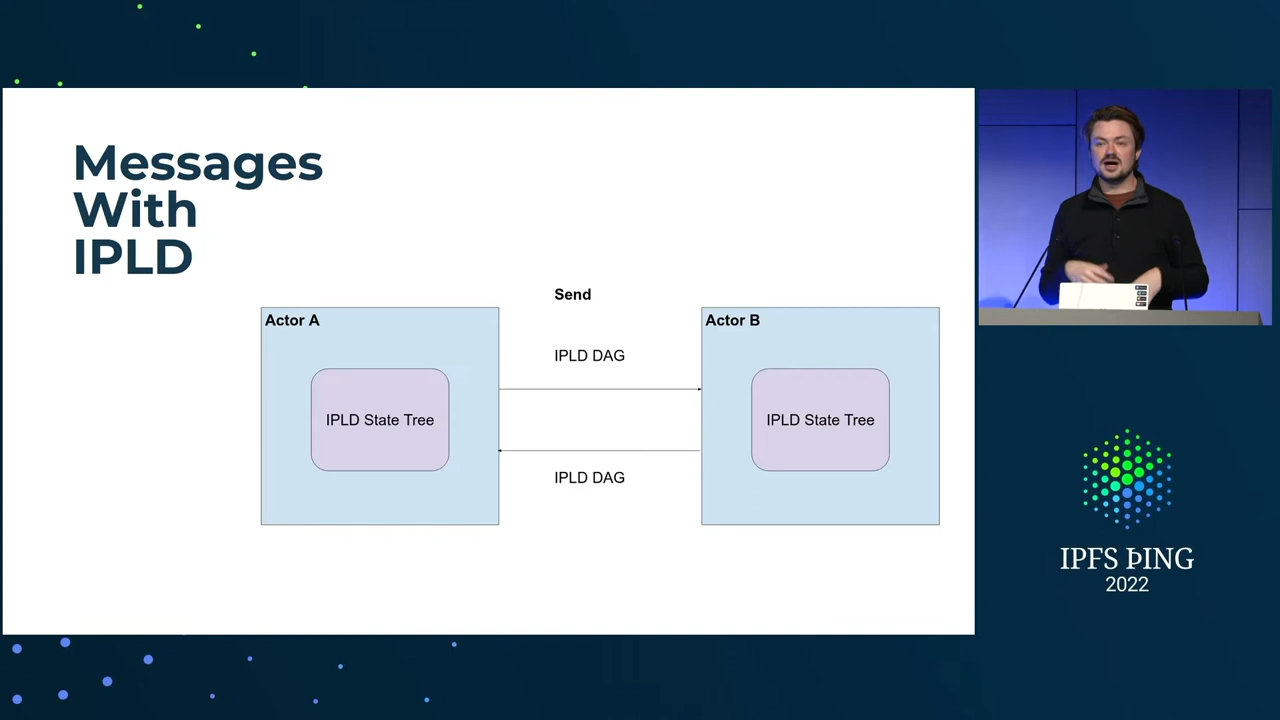 Messages
With
IPLD
Send
Actor A
Actor B
IPLD DAG
IPLD State Tree
IPLD State Tree
IPLD DAG
IPFS ÞING
2022